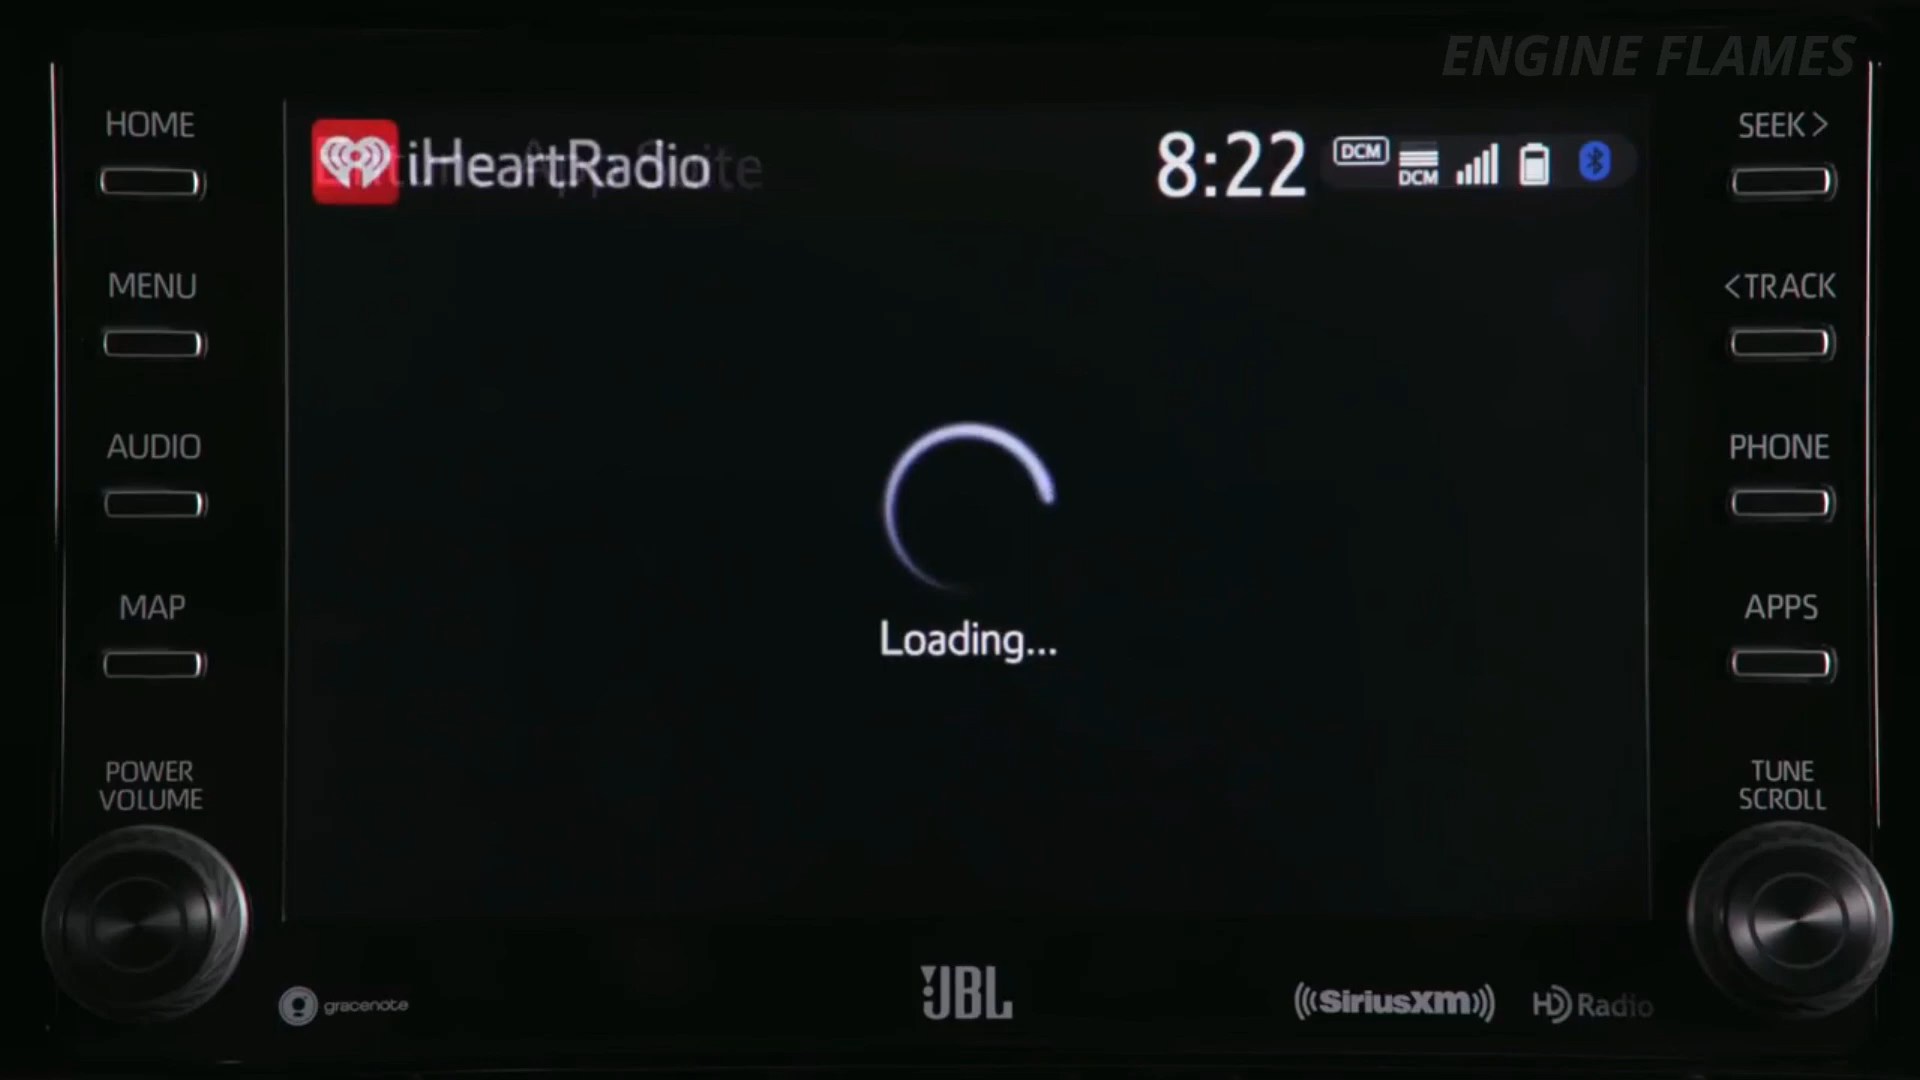 ENGINE FLAMES
HOME
SEEK >
iHeartRadio
8:22
DCM
DCM
MENU
< TRACK
AUDIO
PHONE
Loading...
MAP
APPS
POWER
VOLUME
TUNE
SCROLL
gracenote
JBL
((SiriusXM))
HD Radio